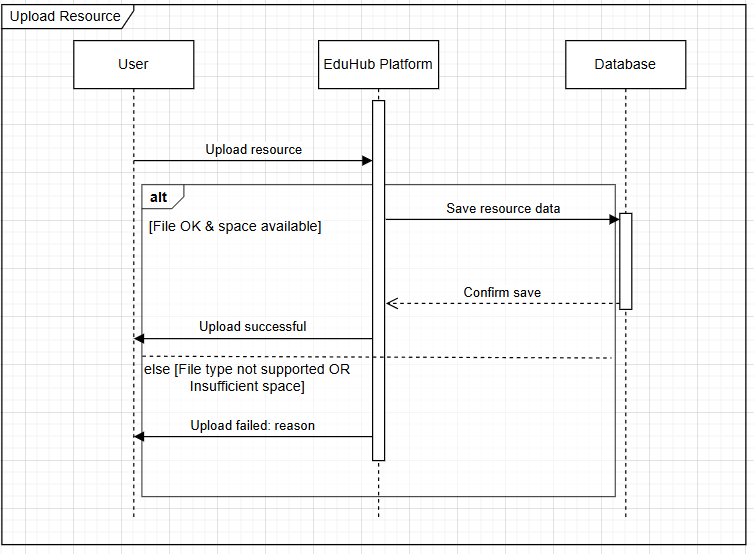 Upload Resource
User
EduHub Platform
Database
Upload resource
alt
[File OK & space available]
Save resource data
Confirm save
Upload successful
else [File type not supported OR
Insufficient space]
Upload failed: reason